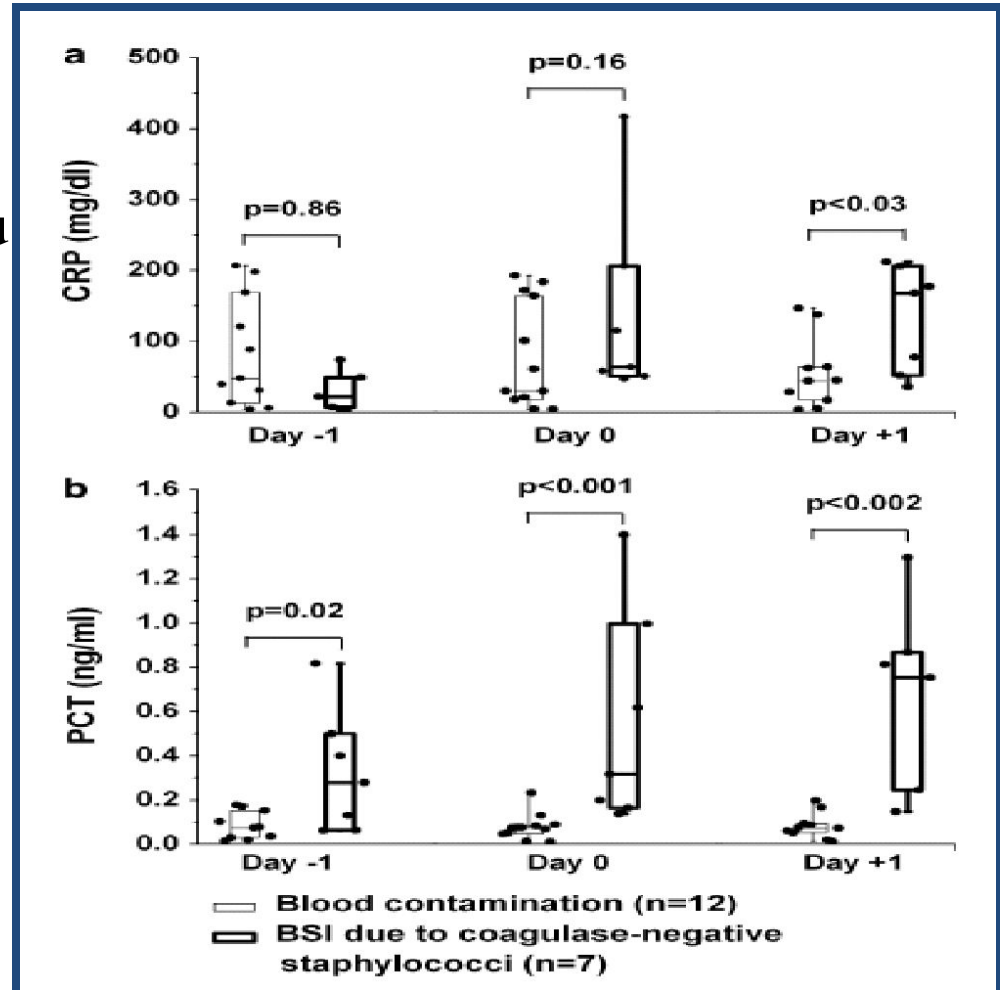 a
500
400
300
200
100
0
CRP (mg/dl)
p=0.86
p=0.16
p<0.03
Day -1
Day 0
Day +1
b
1.6
1.4
1.2
1.0
0.8
0.6
0.4
0.2
0.0
PCT (ng/ml)
p=0.02
p<0.001
p<0.002
Day -1
Day 0
Day +1
Blood contamination (n=12)
BSI due to coagulase-negative
staphylococci (n=7)